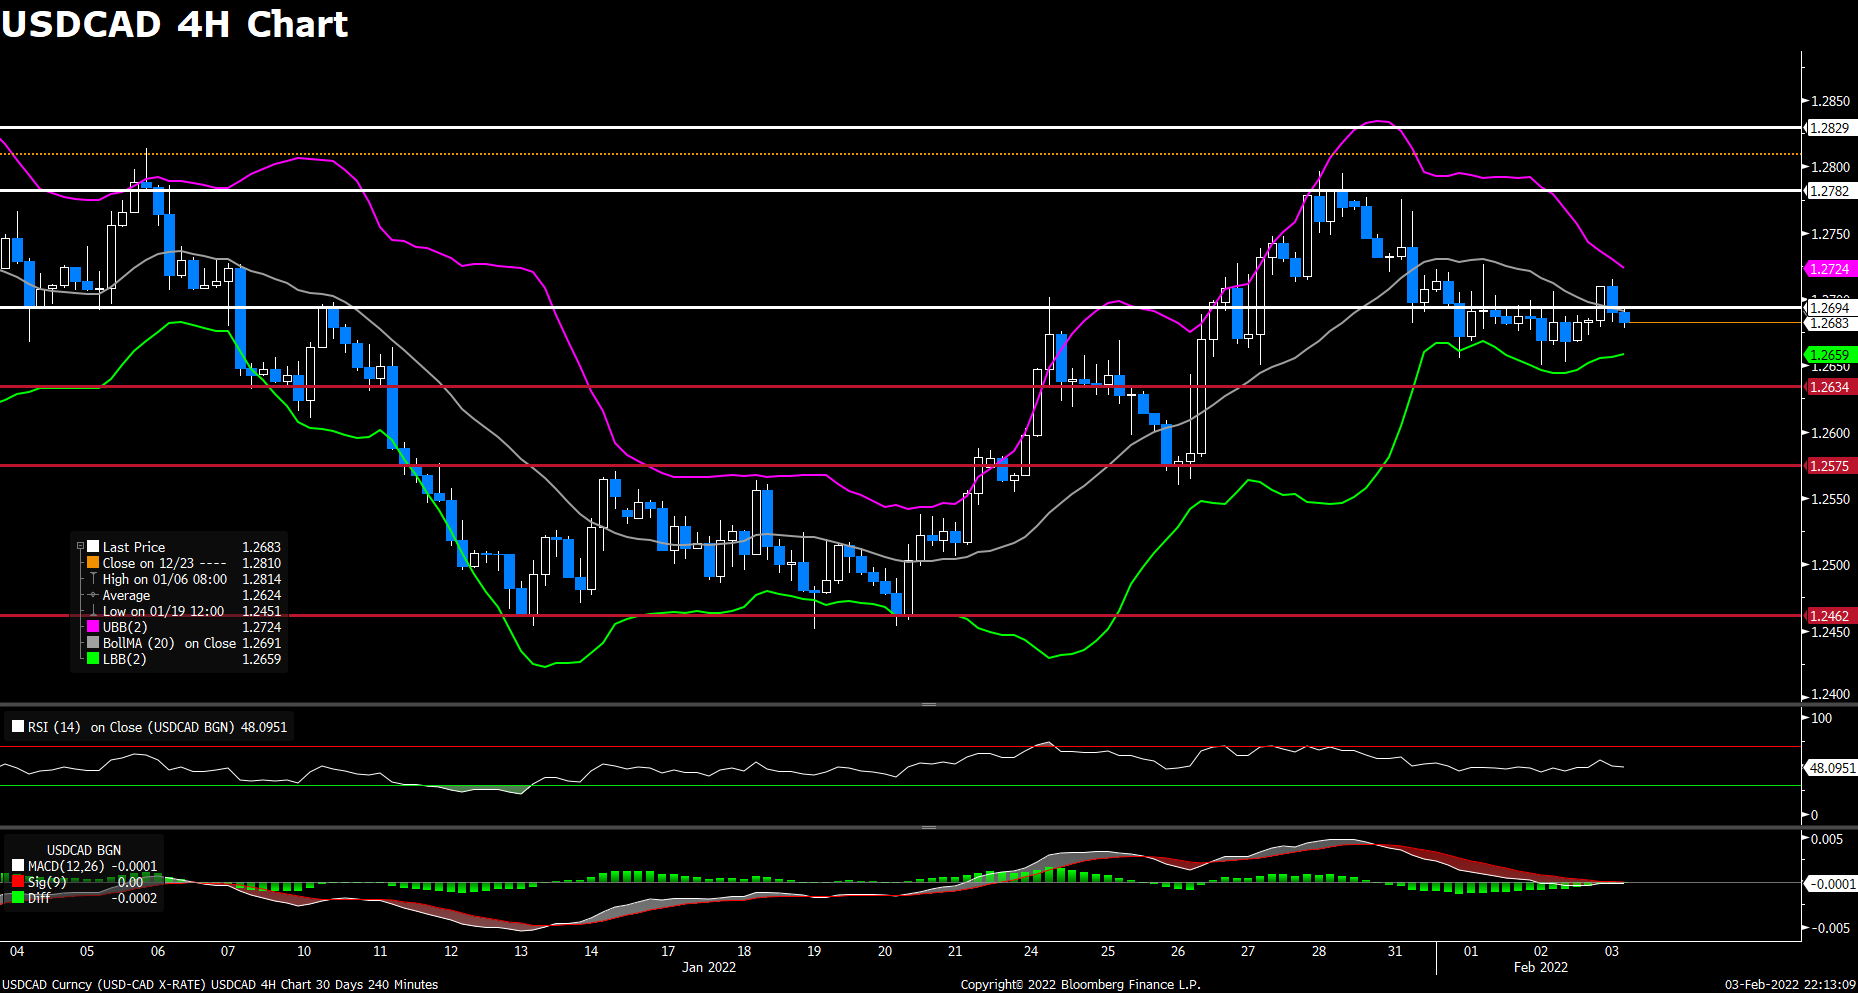 USDCAD 4H Chart
1.2850
1.2829
1.2800
1.2782
1.2750
1.2724
1.2694
1.2683
1.2659
1.2650
1.2634
1.2600
1.2575
1.2550
1.2500
1.2462
1.2450
1.2400
Last Price 1.2683
Close on 12/23 ---- 1.2810
High on 01/06 08:00 1.2814
Average 1.2624
Low on 01/19 12:00 1.2451
UBB(2) 1.2724
BollMA (20) on Close 1.2691
LBB(2) 1.2659
RSI (14) on Close (USDCAD BGN) 48.0951
100
48.0951
0
USDCAD BGN
MACD(12,26) -0.0001
Sig(9) 0.00
Diff -0.0002
0.005
-0.0001
-0.005
04 05 06 07 10 11 12 13 14 17 18 19 20 21 24 25 26 27 28 31 01 02 03
Jan 2022 Feb 2022
USDCAD Curncy (USD-CAD X-RATE) USDCAD 4H Chart 30 Days 240 Minutes Copyright© 2022 Bloomberg Finance L.P. 03-Feb-2022 22:13:09